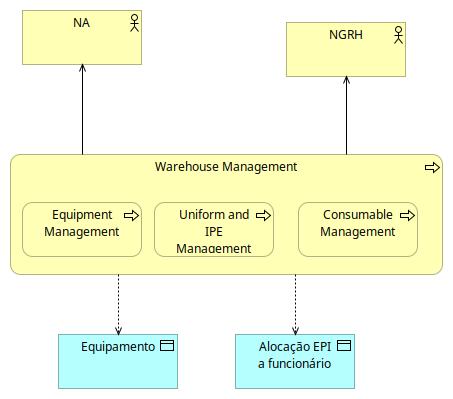 NA
NGRH
Warehouse Management
Equipment
Management
Uniform and
IPE
Management
Consumable
Management
Equipamento
Alocação EPI
a funcionário